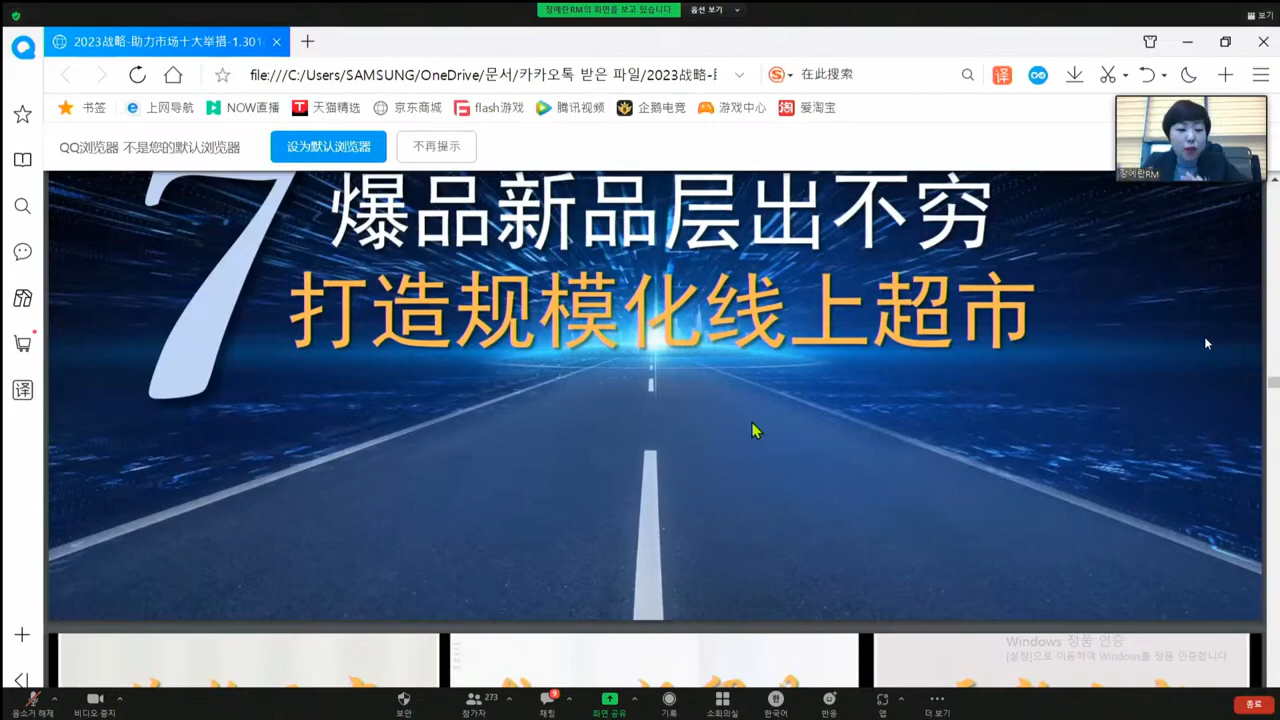 장예란RM의 화면을 보고 있습니다
옵션 보기
보기
2023战略-助力市场十大举措-1.301
file:///C:/Users/SAMSUNG/OneDrive/문서/카카오톡 받은 파일/2023战略-
在此搜索
译
书签
上网导航
NOW直播
天猫精选
京东商城
flash游戏
腾讯视频
企鹅电竞
游戏中心
淘
爱淘宝
QQ浏览器 不是您的默认浏览器
设为默认浏览器
不再提示
장예란RM
7
爆品新品层出不穷
打造规模化线上超市
译
Windows 정품 인증
[설정]으로 이동하여 Windows를 정품 인증합니다
음소거 해제
비디오 중지
보안
273
참가자
9
채팅
화면 공유
기록
소회의실
한국어
반응
앱
더 보기
종료